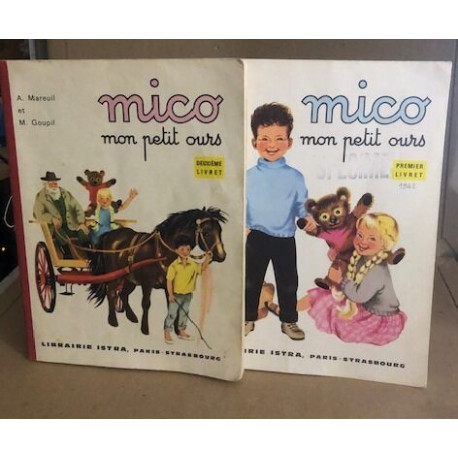 A. Mareuil
et
M. Goupil
mico
mon petit ours
DEUXIÈME
LIVRET
LIBRAIRIE ISTRA, PARIS-STRASBOURG
mico
mon petit ours
PREMIER
LIVRET
RIE ISTRA, PARIS-STRASBOURG